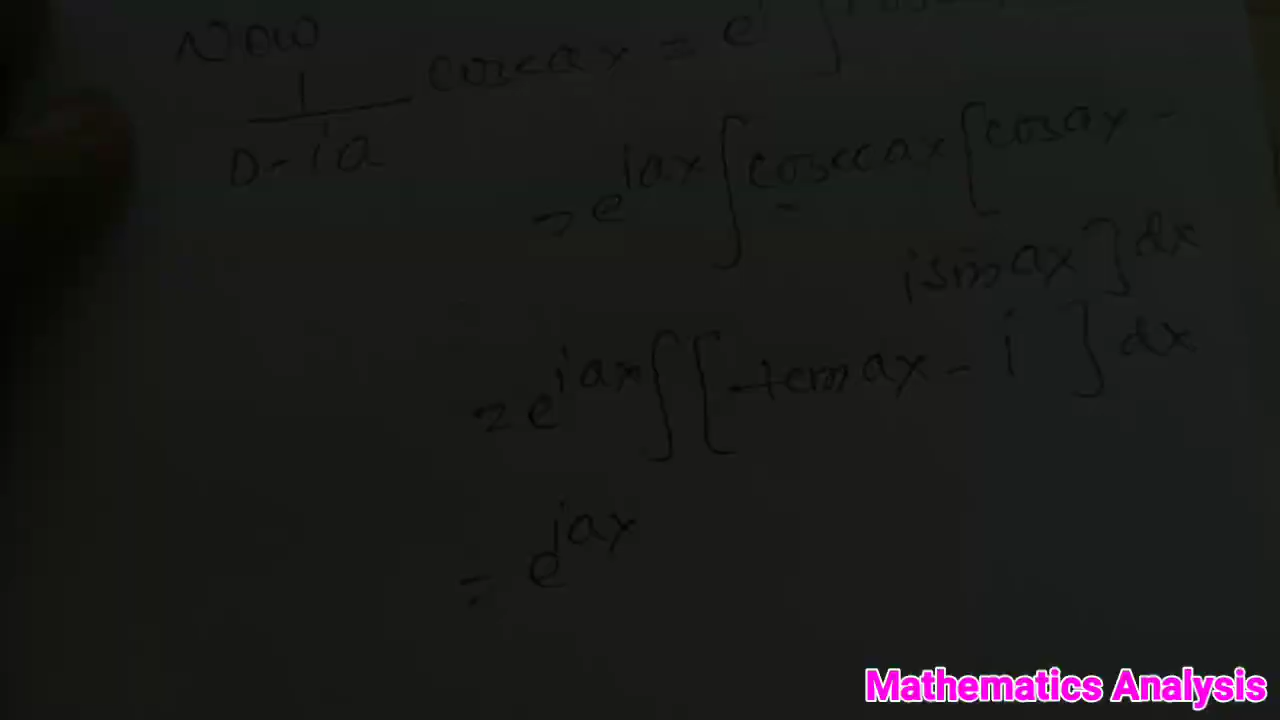 Now
1/(D-ia) cosec ax = e
= e^{iax} ∫ cosec ax [cos ax -
i sin ax ] dx
= e^{iax} ∫ [ tan ax - i ] dx
= e^{iax}
Mathematics Analysis